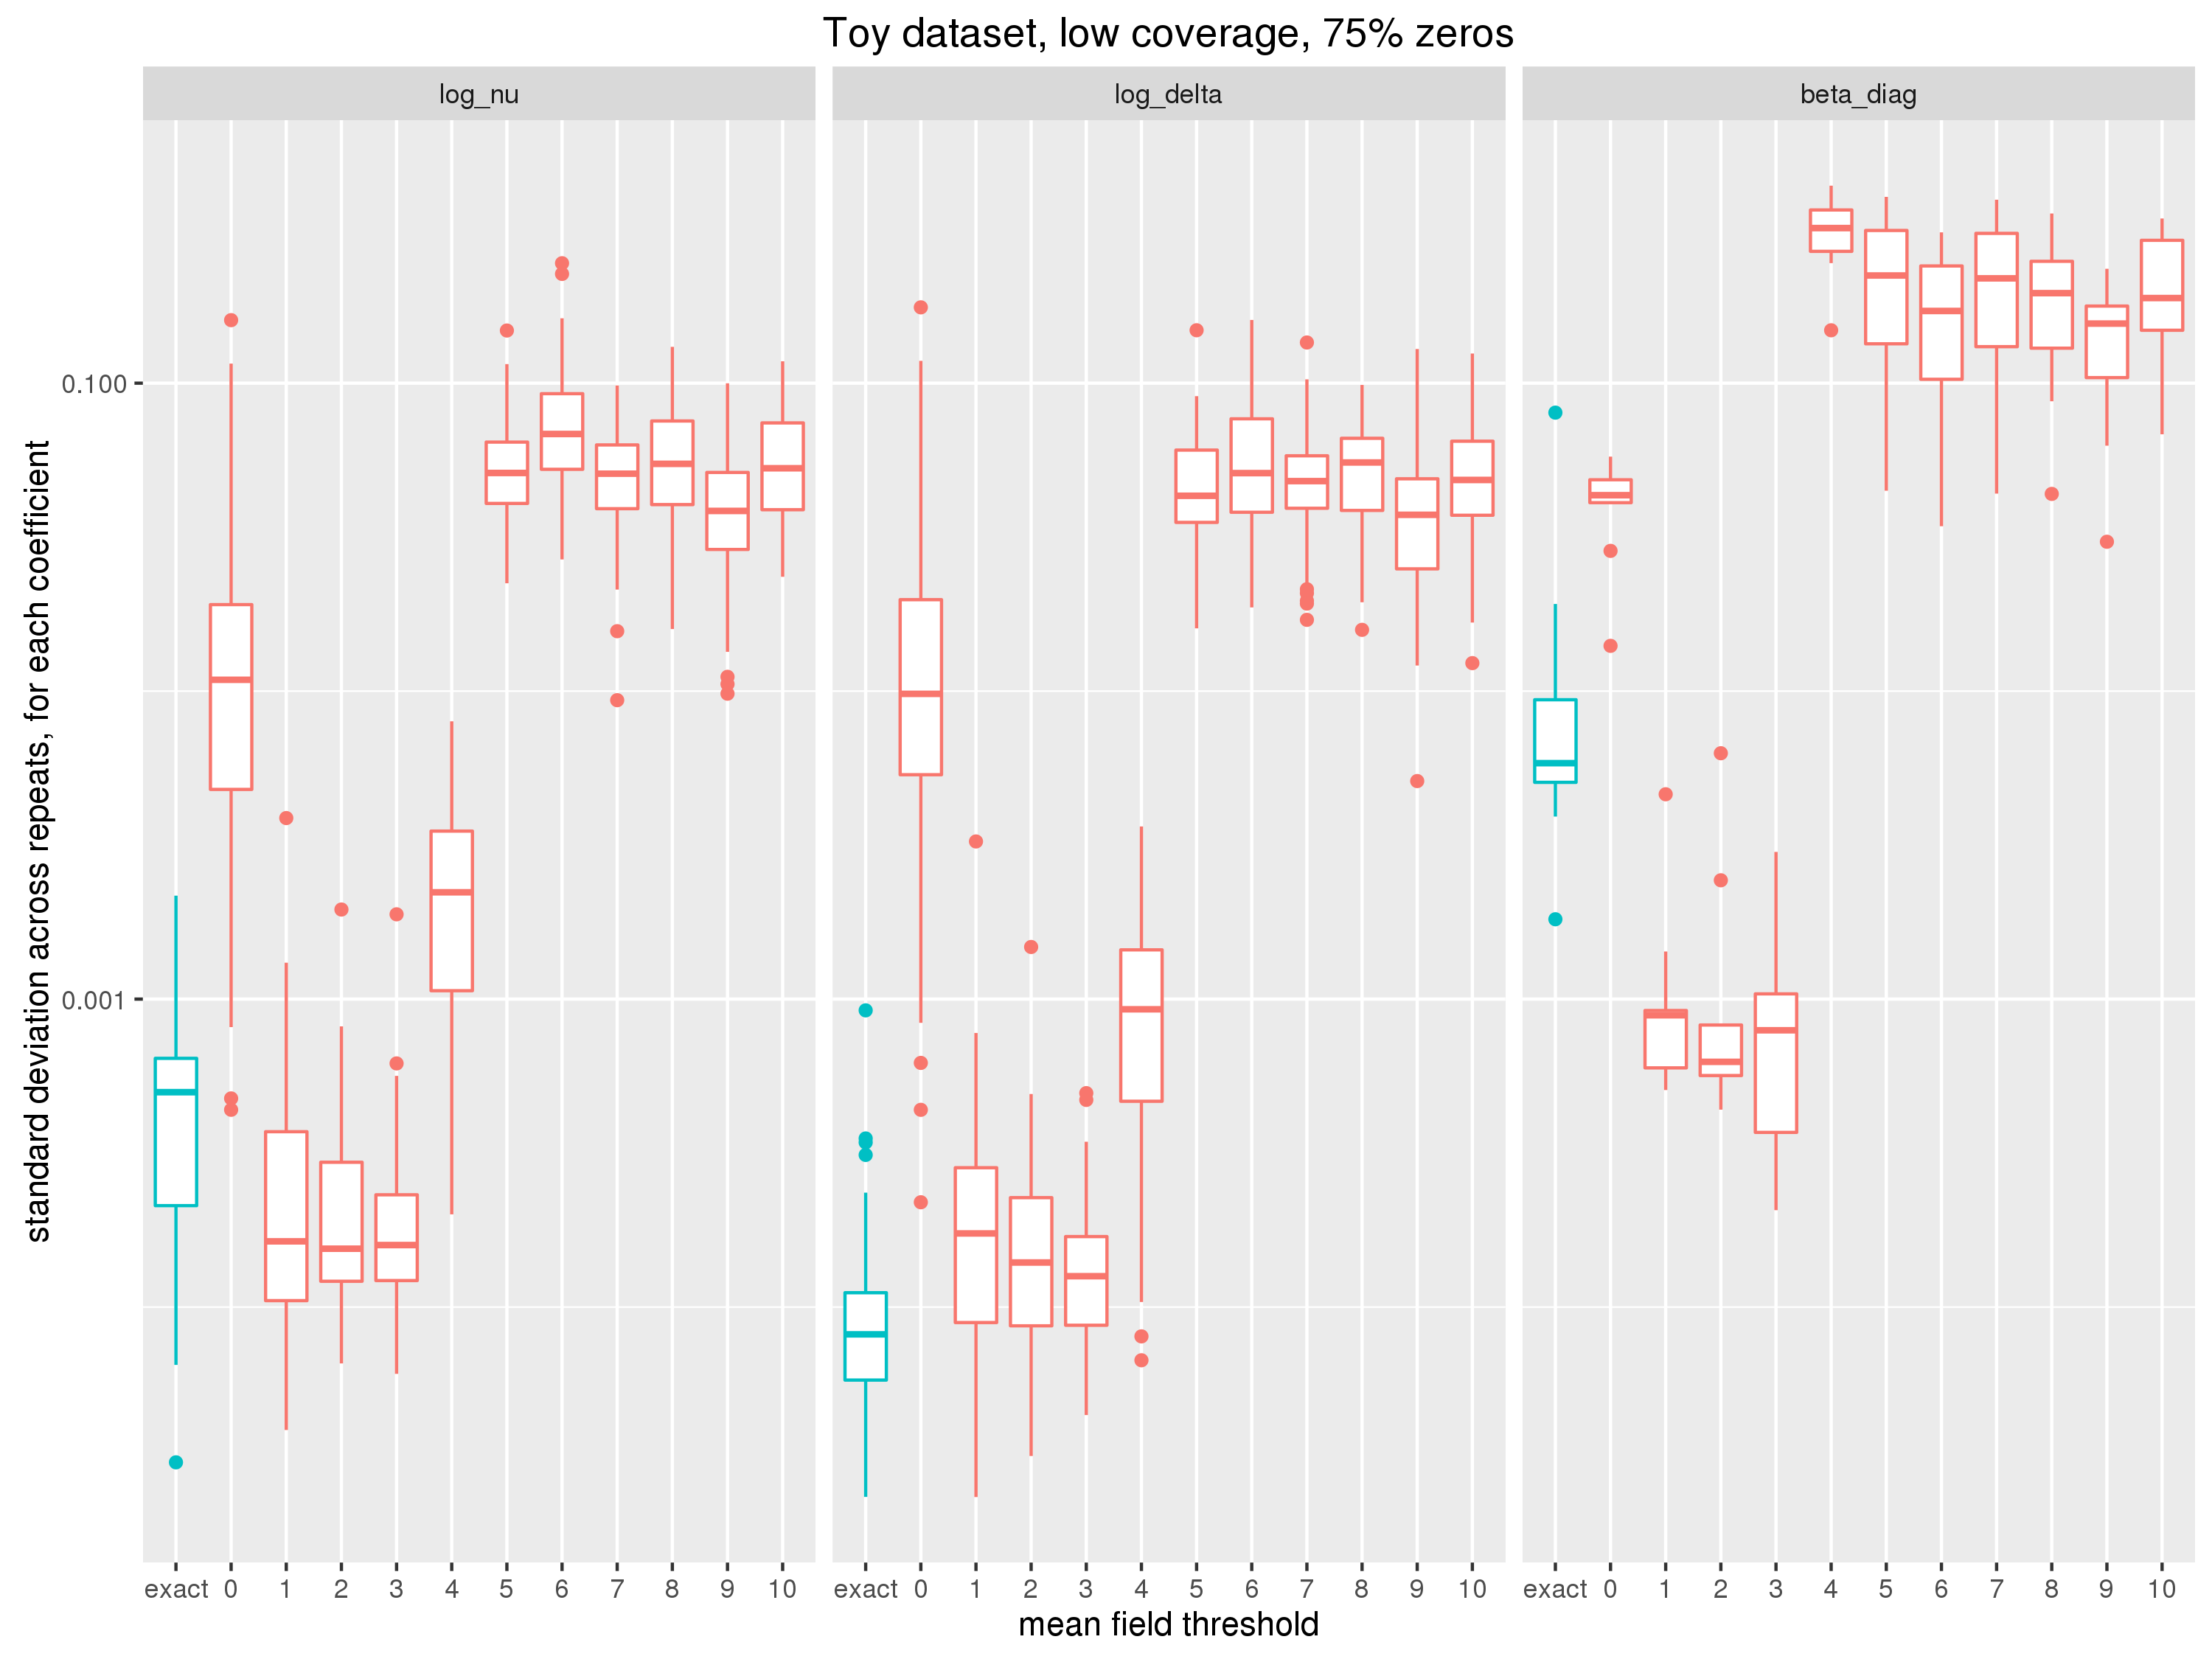 Toy dataset, low coverage, 75% zeros
log_nu log_delta beta_diag
standard deviation across repeats, for each coefficient
0.100
0.001
exact 0 1 2 3 4 5 6 7 8 9 10 exact 0 1 2 3 4 5 6 7 8 9 10 exact 0 1 2 3 4 5 6 7 8 9 10
mean field threshold